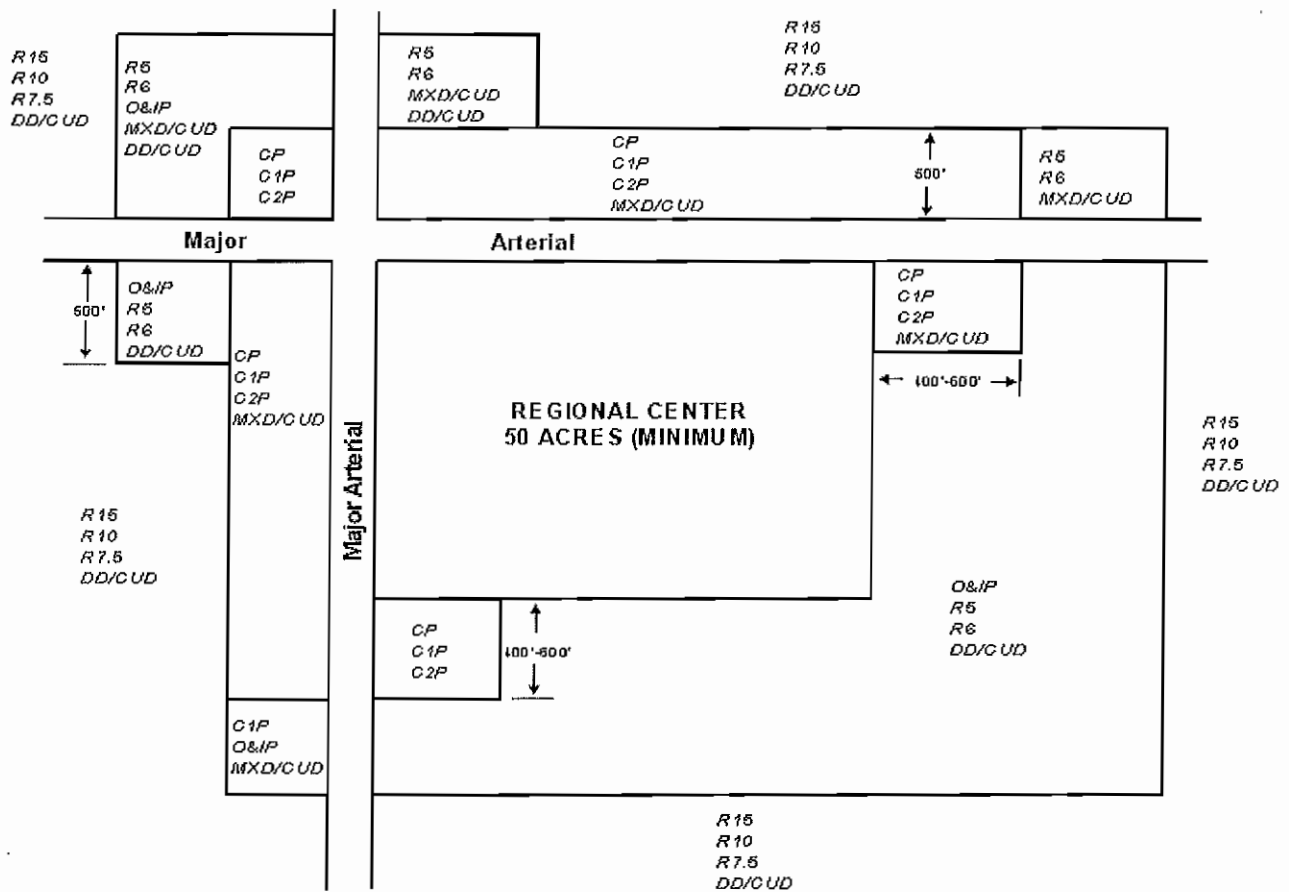 R15
R10
R7.5
DD/CUD
R5
R6
O&IP
MXD/CUD
DD/CUD
CP
C1P
C2P
R5
R6
MXD/CUD
DD/CUD
R15
R10
R7.5
DD/CUD
CP
C1P
C2P
MXD/CUD
600'
R5
R6
MXD/CUD
Major Arterial
600'
O&IP
R5
R6
DD/CUD
CP
C1P
C2P
MXD/CUD
Major Arterial
REGIONAL CENTER
50 ACRES (MINIMUM)
CP
C1P
C2P
MXD/CUD
400'-600'
R15
R10
R7.5
DD/CUD
R15
R10
R7.5
DD/CUD
O&IP
R5
R6
DD/CUD
CP
C1P
C2P
400'-600'
C1P
O&IP
MXD/CUD
R15
R10
R7.5
DD/CUD